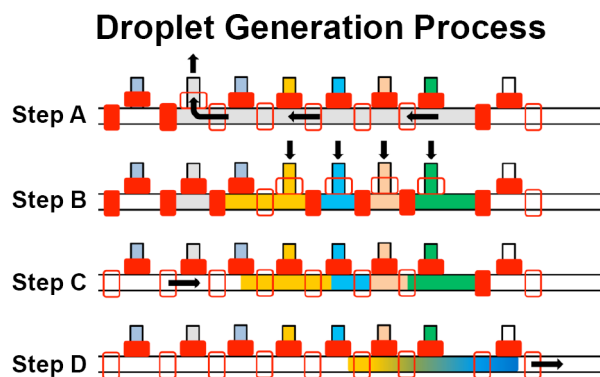 Droplet Generation Process
Step A
Step B
Step C
Step D